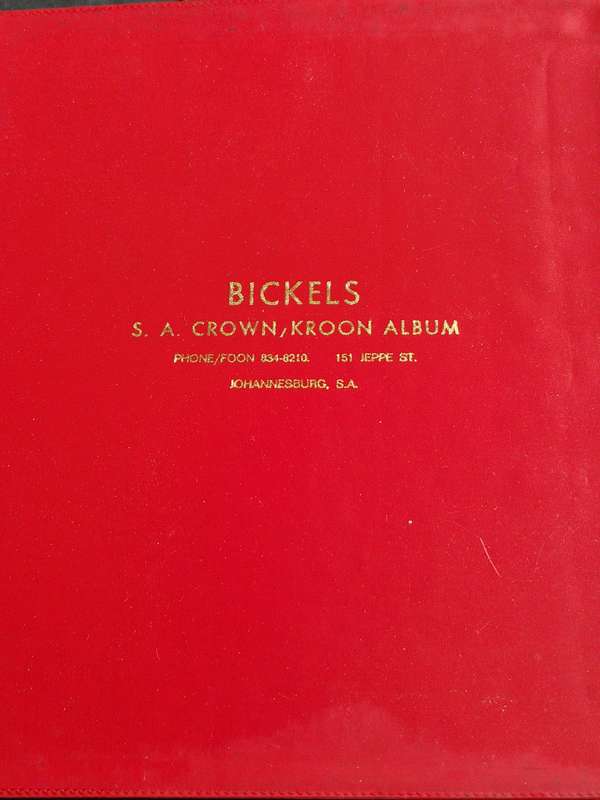 BICKELS
S. A. CROWN/KROON ALBUM
PHONE/FOON 834-8210. 151 JEPPE ST.
JOHANNESBURG, S.A.